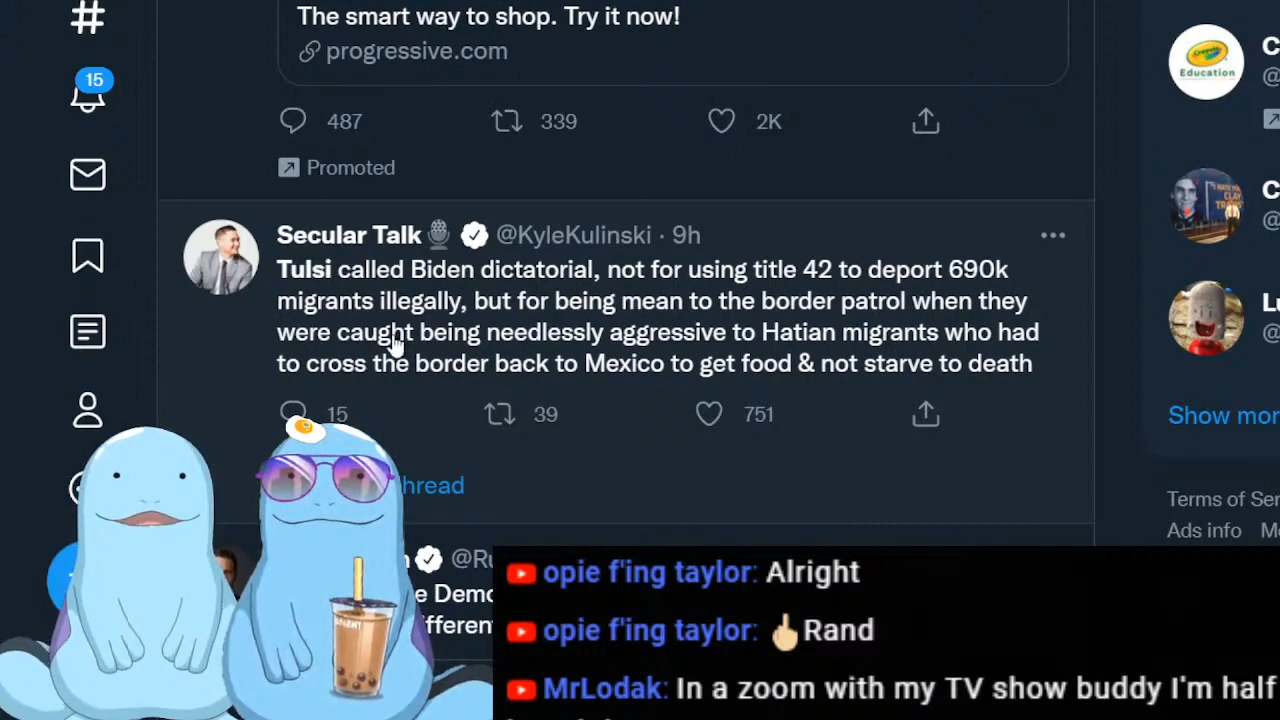 The smart way to shop. Try it now!
progressive.com
15
487 339 2K
Promoted
Secular Talk @KyleKulinski · 9h
Tulsi called Biden dictatorial, not for using title 42 to deport 690k
migrants illegally, but for being mean to the border patrol when they
were caught being needlessly aggressive to Hatian migrants who had
to cross the border back to Mexico to get food & not starve to death
15 39 751
hread
@Ru
e Demo
ifferen
Education
Show mor
Terms of Ser
Ads info
opie f'ing taylor: Alright
opie f'ing taylor: 👆🏼Rand
MrLodak: In a zoom with my TV show buddy I'm half